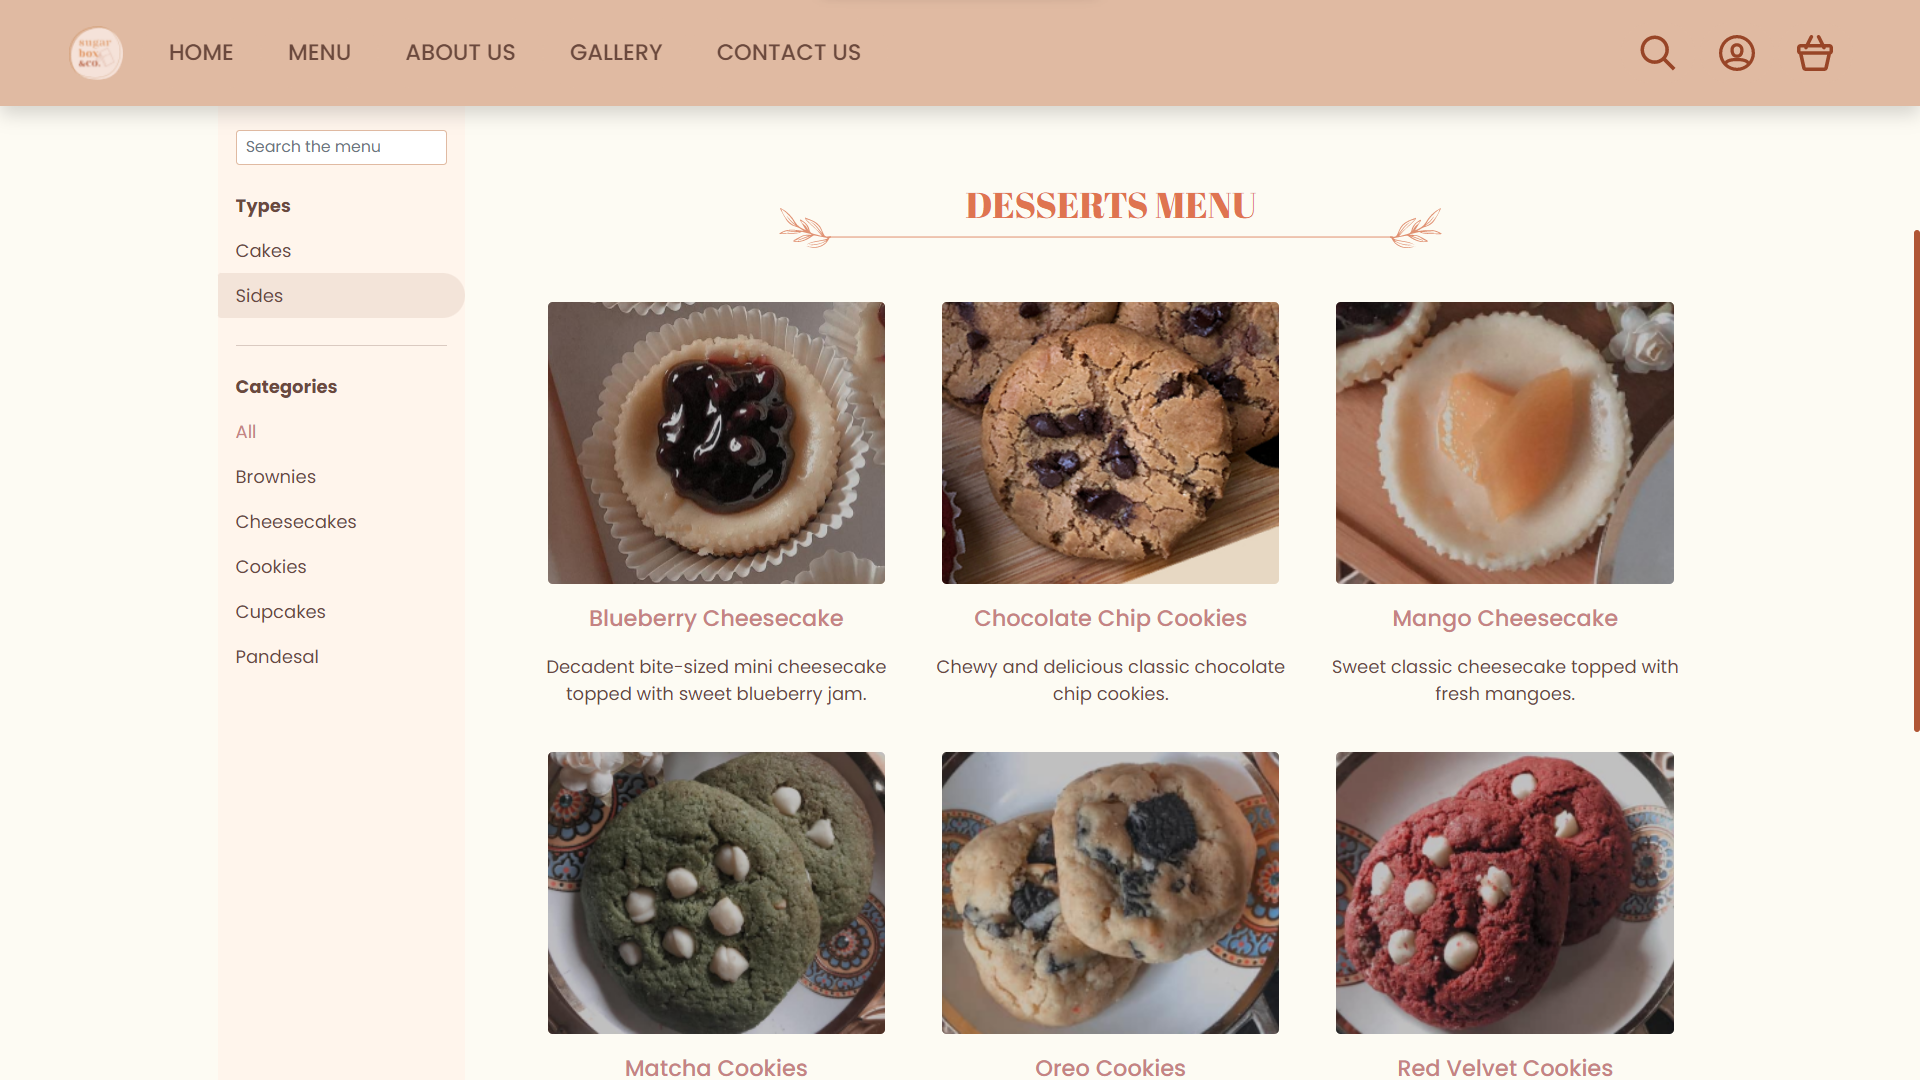 sugar
box
&co.
HOME MENU ABOUT US GALLERY CONTACT US
Search the menu
Types
Cakes
Sides
Categories
All
Brownies
Cheesecakes
Cookies
Cupcakes
Pandesal
DESSERTS MENU
Blueberry Cheesecake
Decadent bite-sized mini cheesecake
topped with sweet blueberry jam.
Chocolate Chip Cookies
Chewy and delicious classic chocolate
chip cookies.
Mango Cheesecake
Sweet classic cheesecake topped with
fresh mangoes.
Matcha Cookies
Oreo Cookies
Red Velvet Cookies